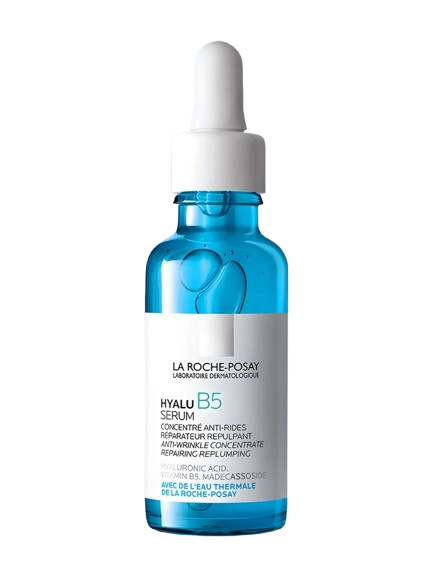 LA ROCHE-POSAY
LABORATOIRE DERMATOLOGIQUE
HYALU B5
SERUM
CONCENTRÉ ANTI-RIDES
RÉPARATEUR REPULPANT
ANTI-WRINKLE CONCENTRATE
REPAIRING REPLUMPING
HYALURONIC ACID.
VITAMIN B5. MADECASSOSIDE
AVEC DE L'EAU THERMALE
DE LA ROCHE-POSAY